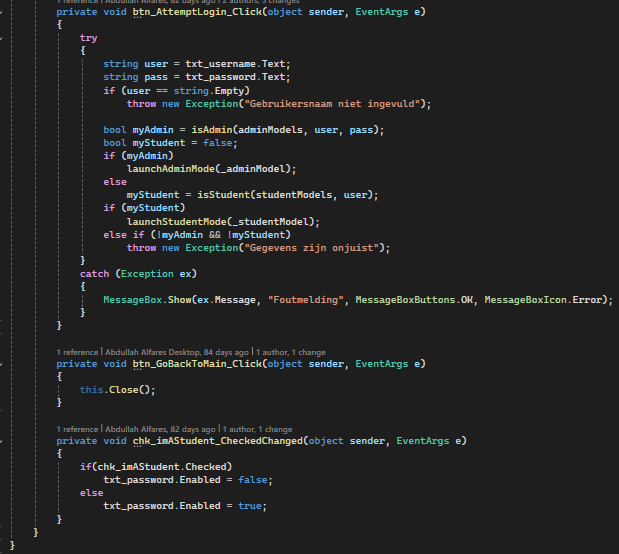 1 reference | Abdullah Alfares, 82 days ago | 2 authors, 3 changes
private void btn_AttemptLogin_Click(object sender, EventArgs e)
{
try
{
string user = txt_username.Text;
string pass = txt_password.Text;
if (user == string.Empty)
throw new Exception("Gebruikersnaam niet ingevuld");
bool myAdmin = isAdmin(adminModels, user, pass);
bool myStudent = false;
if (myAdmin)
launchAdminMode(_adminModel);
else
myStudent = isStudent(studentModels, user);
if (myStudent)
launchStudentMode(_studentModel);
else if (!myAdmin && !myStudent)
throw new Exception("Gegevens zijn onjuist");
}
catch (Exception ex)
{
MessageBox.Show(ex.Message, "Foutmelding", MessageBoxButtons.OK, MessageBoxIcon.Error);
}
}
1 reference | Abdullah Alfares Desktop, 84 days ago | 1 author, 1 change
private void btn_GoBackToMain_Click(object sender, EventArgs e)
{
this.Close();
}
1 reference | Abdullah Alfares, 82 days ago | 1 author, 1 change
private void chk_imAStudent_CheckedChanged(object sender, EventArgs e)
{
if(chk_imAStudent.Checked)
txt_password.Enabled = false;
else
txt_password.Enabled = true;
}
}
}